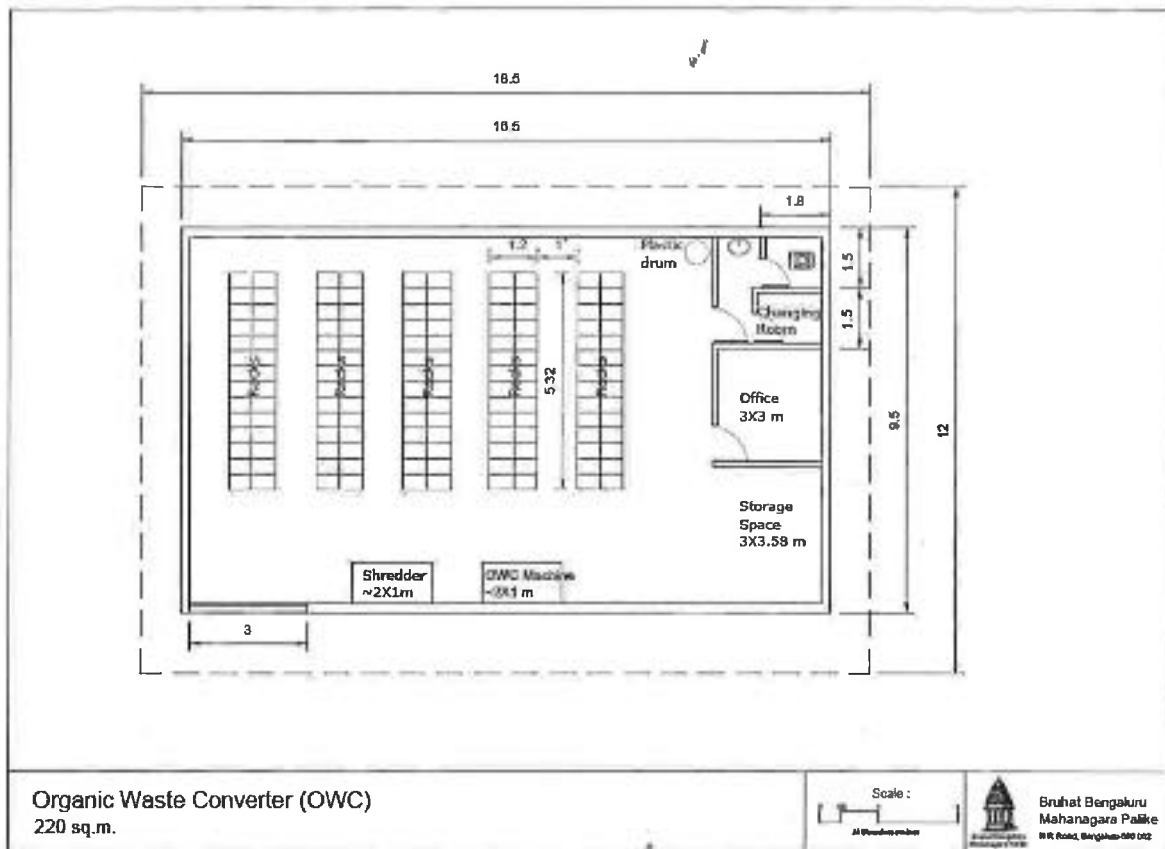 18.5
16.5
1.8
1.2
1'
Plastic
drum
1.5
1.5
Changing
Room
Racks
Racks
Racks
Racks
Racks
5.32
Office
3X3 m
9.5
12
Storage
Space
3X3.58 m
Shredder
~2X1m
OWC Machine
3
Organic Waste Converter (OWC)
220 sq.m.
Scale :
Bruhat Bengaluru
Mahanagara Palike